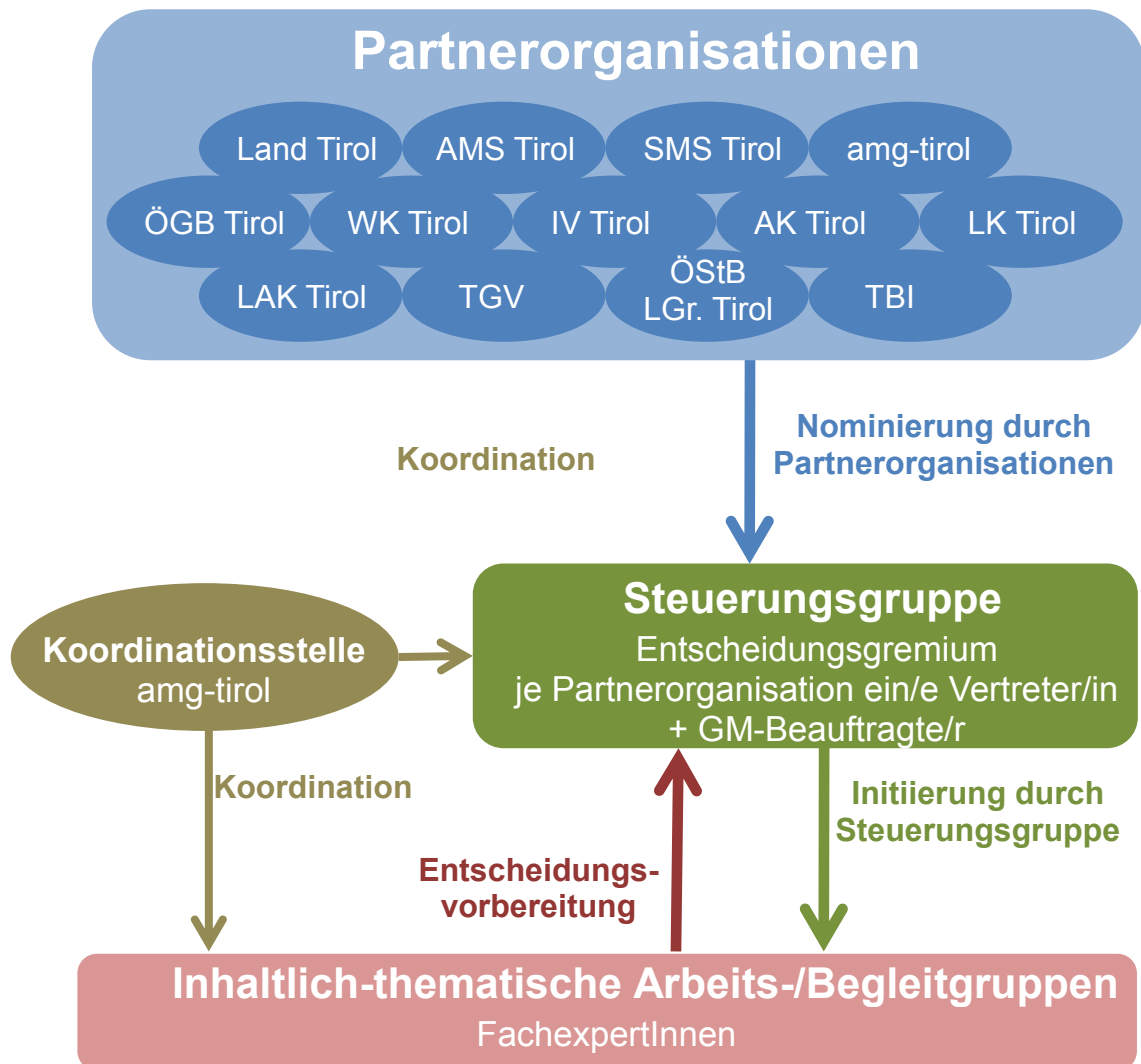 Partnerorganisationen
Land Tirol
AMS Tirol
SMS Tirol
amg-tirol
ÖGB Tirol
WK Tirol
IV Tirol
AK Tirol
LK Tirol
LAK Tirol
TGV
ÖStB
LGr. Tirol
TBI
Koordination
Nominierung durch
Partnerorganisationen
Steuerungsgruppe
Entscheidungsgremium
je Partnerorganisation ein/e Vertreter/in
+ GM-Beauftragte/r
Koordinationsstelle
amg-tirol
Koordination
Initiierung durch
Steuerungsgruppe
Entscheidungs-
vorbereitung
Inhaltlich-thematische Arbeits-/Begleitgruppen
FachexpertInnen